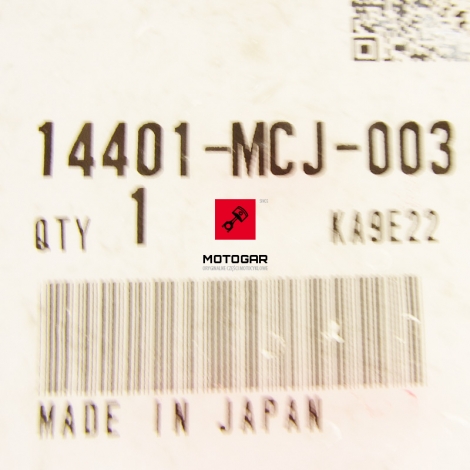 14401-MCJ-003
QTY 1 KA9E22
MOTOGAR
MADE IN JAPAN